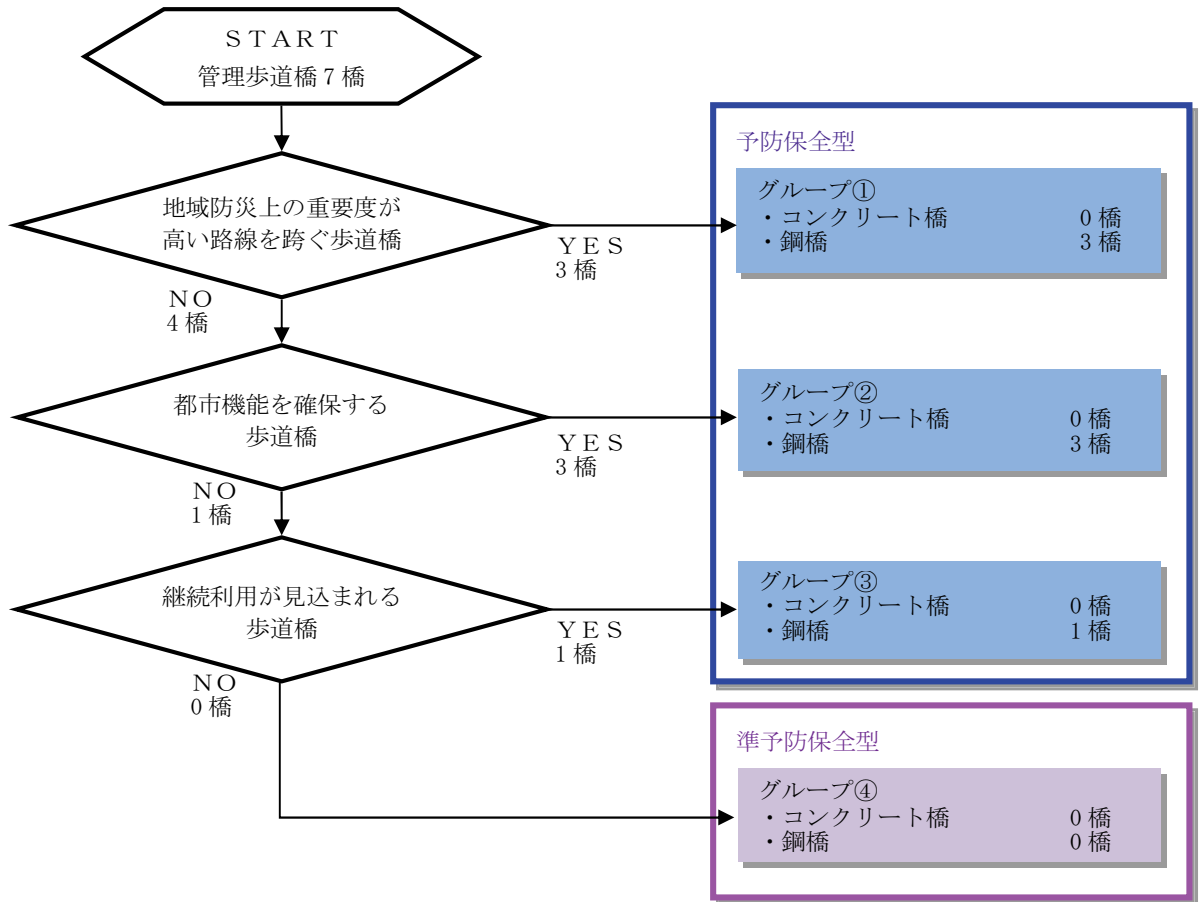 ＳＴＡＲＴ
管理歩道橋７橋
地域防災上の重要度が
高い路線を跨ぐ歩道橋
ＹＥＳ
３橋
ＮＯ
４橋
都市機能を確保する
歩道橋
ＹＥＳ
３橋
ＮＯ
１橋
継続利用が見込まれる
歩道橋
ＹＥＳ
１橋
ＮＯ
０橋
予防保全型
グループ①
・コンクリート橋 ０橋
・鋼橋 ３橋
グループ②
・コンクリート橋 ０橋
・鋼橋 ３橋
グループ③
・コンクリート橋 ０橋
・鋼橋 １橋
準予防保全型
グループ④
・コンクリート橋 ０橋
・鋼橋 ０橋